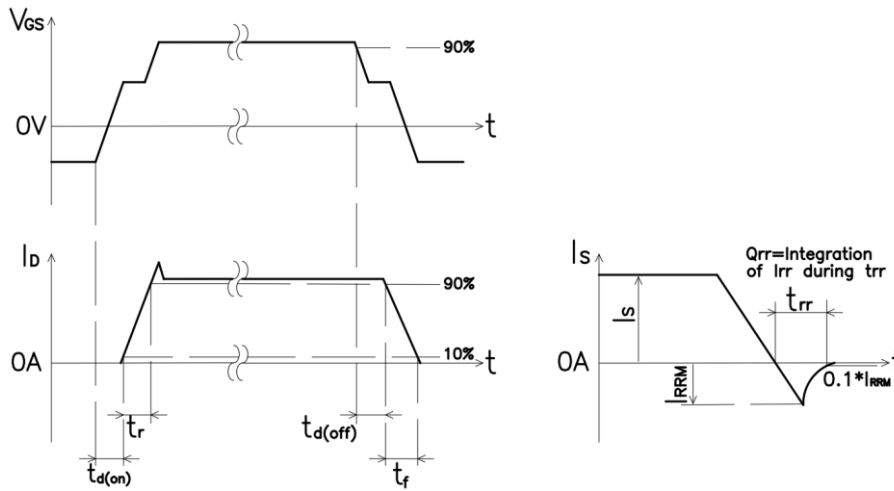 VGS
90%
0V
t
ID
90%
10%
0A
t
tr
td(off)
td(on)
tf
IS
Qrr=Integration
of Irr during trr
trr
IS
0A
t
0.1*IRRM
IRRM